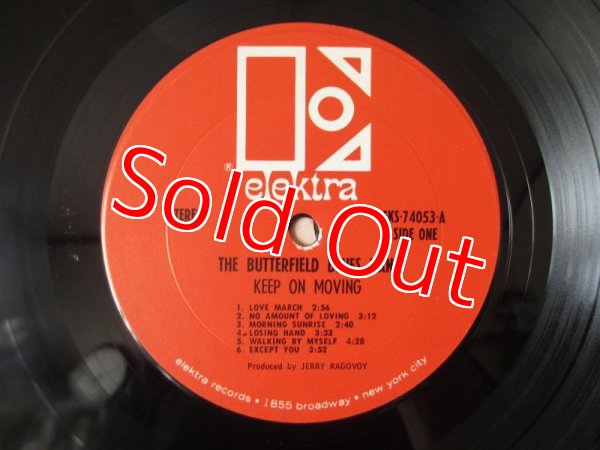 ® elektra
EKS-74053-A
SIDE ONE
THE BUTTERFIELD
KEEP ON MOVING
1. LOVE MARCH 2:56
2. NO AMOUNT OF LOVING 3:12
3. MORNING SUNRISE 2:40
4. LOSING HAND 3:33
5. WALKING BY MYSELF 4:28
6. EXCEPT YOU 3:52
Produced by JERRY RAGOVOY
elektra records • 1855 broadway • new york city
Sold Out